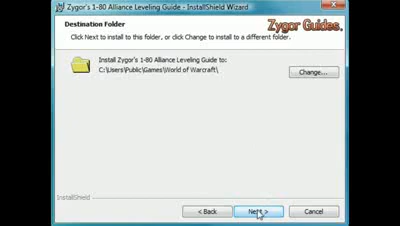 Zygor's 1-80 Alliance Leveling Guide - InstallShield Wizard
Zygor Guides.
Destination Folder
Click Next to install to this folder, or click Change to install to a different folder.
Install Zygor's 1-80 Alliance Leveling Guide to:
C:\Users\Public\Games\World of Warcraft\
Change...
InstallShield
< Back
Next >
Cancel